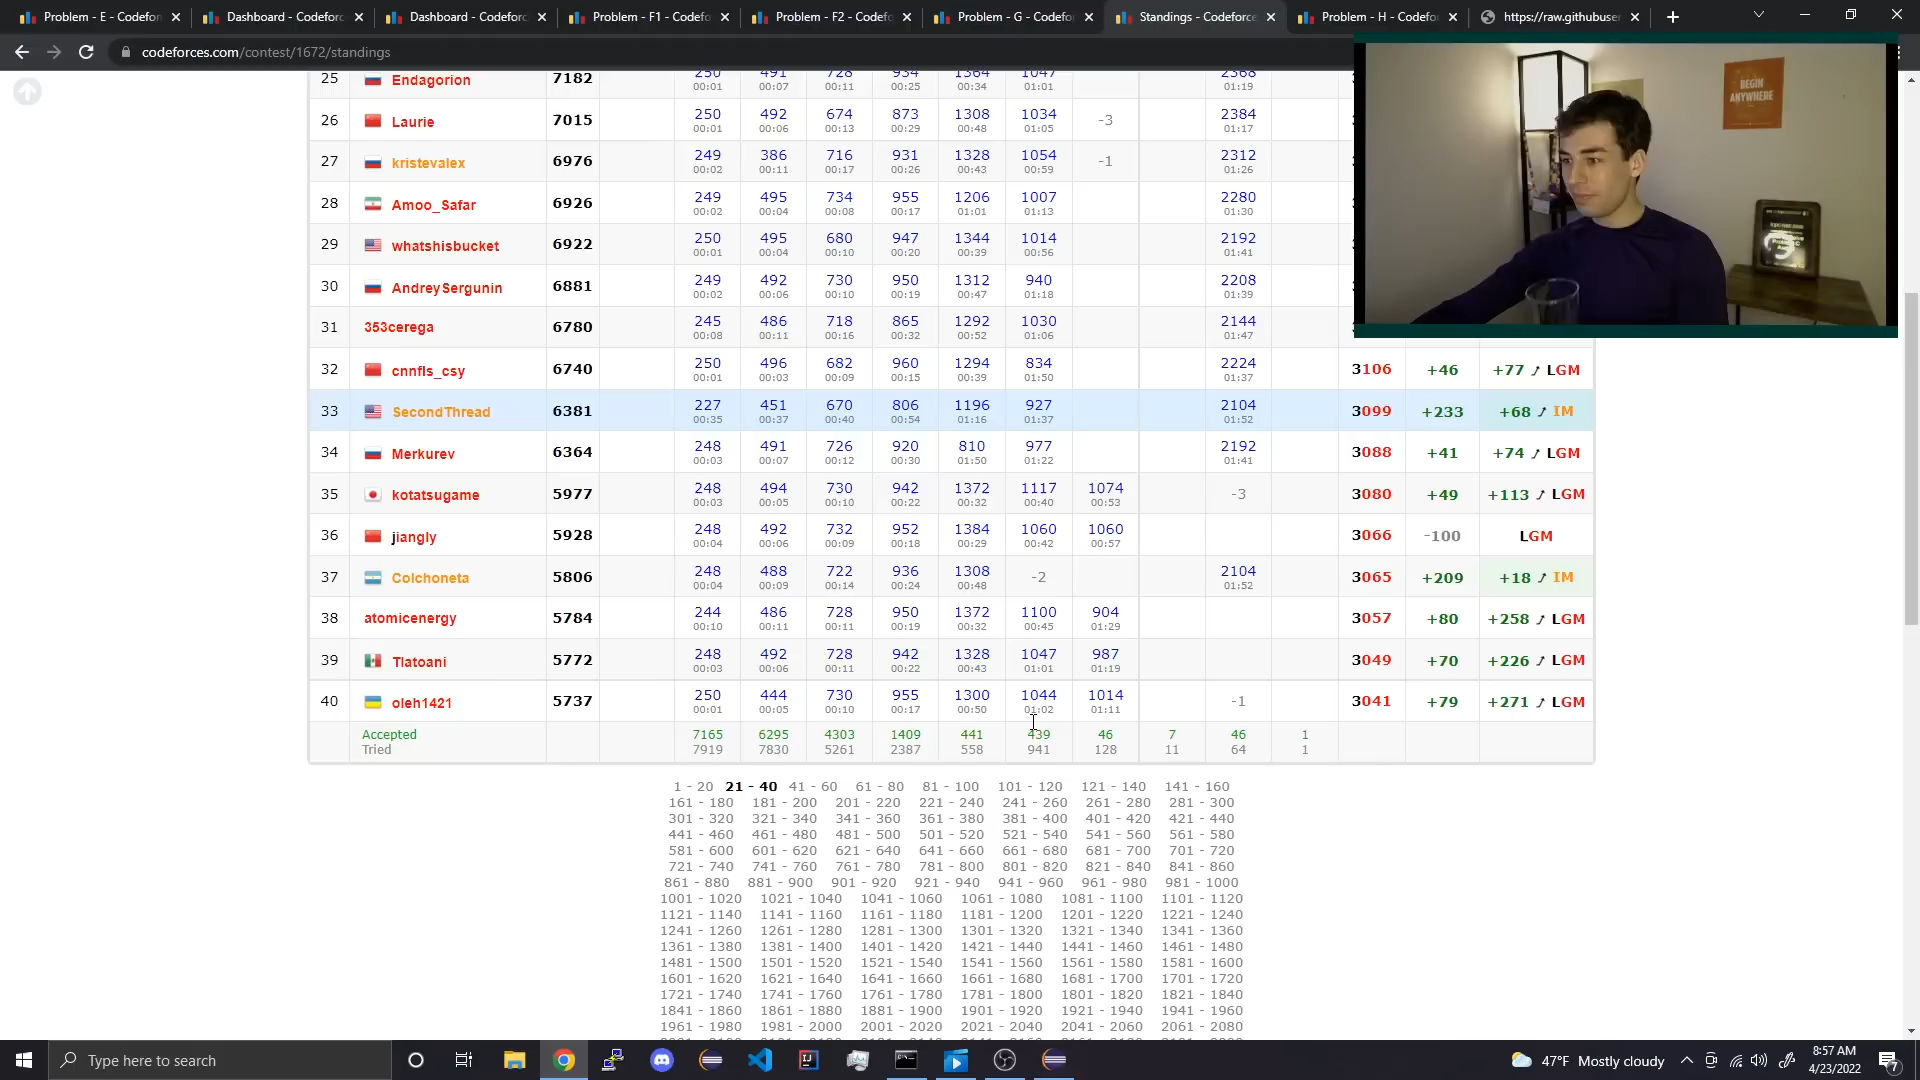 Problem - E - Codefor
Dashboard - Codeforc
Dashboard - Codeforc
Problem - F1 - Codefo
Problem - F2 - Codefo
Problem - G - Codefor
Standings - Codeforce
Problem - H - Codefo
https://raw.githubuser
codeforces.com/contest/1672/standings
BEGIN ANYWHERE
25 Endagorion 7182 250 491 728 934 1364 1047 2368
00:01 00:07 00:11 00:25 00:34 01:01 01:19
26 Laurie 7015 250 492 674 873 1308 1034 -3 2384
00:01 00:06 00:13 00:29 00:48 01:05 01:17
27 kristevalex 6976 249 386 716 931 1328 1054 -1 2312
00:02 00:11 00:17 00:26 00:43 00:59 01:26
28 Amoo_Safar 6926 249 495 734 955 1206 1007 2280
00:02 00:04 00:08 00:17 01:01 01:13 01:30
29 whatshisbucket 6922 250 495 680 947 1344 1014 2192
00:01 00:04 00:10 00:20 00:39 00:56 01:41
30 AndreySergunin 6881 249 492 730 950 1312 940 2208
00:02 00:06 00:10 00:19 00:47 01:18 01:39
31 353cerega 6780 245 486 718 865 1292 1030 2144
00:08 00:11 00:16 00:32 00:52 01:06 01:47
32 cnnfls_csy 6740 250 496 682 960 1294 834 2224 3106 +46 +77 LGM
00:01 00:03 00:09 00:15 00:39 01:50 01:37
33 SecondThread 6381 227 451 670 806 1196 927 2104 3099 +233 +68 IM
00:35 00:37 00:40 00:54 01:16 01:37 01:52
34 Merkurev 6364 248 491 726 920 810 977 2192 3088 +41 +74 LGM
00:03 00:07 00:12 00:30 01:50 01:22 01:41
35 kotatsugame 5977 248 494 730 942 1372 1117 1074 -3 3080 +49 +113 LGM
00:03 00:05 00:10 00:22 00:32 00:40 00:53
36 jiangly 5928 248 492 732 952 1384 1060 1060 3066 -100 LGM
00:04 00:06 00:09 00:18 00:29 00:42 00:57
37 Colchoneta 5806 248 488 722 936 1308 -2 2104 3065 +209 +18 IM
00:04 00:09 00:14 00:24 00:48 01:52
38 atomicenergy 5784 244 486 728 950 1372 1100 904 3057 +80 +258 LGM
00:10 00:11 00:11 00:19 00:32 00:45 01:29
39 Tlatoani 5772 248 492 728 942 1328 1047 987 3049 +70 +226 LGM
00:03 00:06 00:11 00:22 00:43 01:01 01:19
40 oleh1421 5737 250 444 730 955 1300 1044 1014 -1 3041 +79 +271 LGM
00:01 00:05 00:10 00:17 00:50 01:02 01:11
Accepted 7165 6295 4303 1409 441 439 46 7 46 1
Tried 7919 7830 5261 2387 558 941 128 11 64 1
1 - 20 21 - 40 41 - 60 61 - 80 81 - 100 101 - 120 121 - 140 141 - 160
161 - 180 181 - 200 201 - 220 221 - 240 241 - 260 261 - 280 281 - 300
301 - 320 321 - 340 341 - 360 361 - 380 381 - 400 401 - 420 421 - 440
441 - 460 461 - 480 481 - 500 501 - 520 521 - 540 541 - 560 561 - 580
581 - 600 601 - 620 621 - 640 641 - 660 661 - 680 681 - 700 701 - 720
721 - 740 741 - 760 761 - 780 781 - 800 801 - 820 821 - 840 841 - 860
861 - 880 881 - 900 901 - 920 921 - 940 941 - 960 961 - 980 981 - 1000
1001 - 1020 1021 - 1040 1041 - 1060 1061 - 1080 1081 - 1100 1101 - 1120
1121 - 1140 1141 - 1160 1161 - 1180 1181 - 1200 1201 - 1220 1221 - 1240
1241 - 1260 1261 - 1280 1281 - 1300 1301 - 1320 1321 - 1340 1341 - 1360
1361 - 1380 1381 - 1400 1401 - 1420 1421 - 1440 1441 - 1460 1461 - 1480
1481 - 1500 1501 - 1520 1521 - 1540 1541 - 1560 1561 - 1580 1581 - 1600
1601 - 1620 1621 - 1640 1641 - 1660 1661 - 1680 1681 - 1700 1701 - 1720
1721 - 1740 1741 - 1760 1761 - 1780 1781 - 1800 1801 - 1820 1821 - 1840
1841 - 1860 1861 - 1880 1881 - 1900 1901 - 1920 1921 - 1940 1941 - 1960
1961 - 1980 1981 - 2000 2001 - 2020 2021 - 2040 2041 - 2060 2061 - 2080
Type here to search
47°F Mostly cloudy
8:57 AM
4/23/2022
7